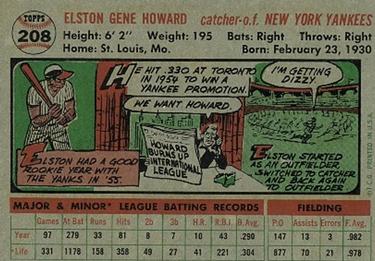 TOPPS
208
ELSTON GENE HOWARD catcher-o.f. NEW YORK YANKEES
Height: 6' 2" Weight: 195 Bats: Right Throws: Right
Home: St. Louis, Mo. Born: February 23, 1930
HE HIT .330 AT TORONTO
IN 1954 TO WIN A
YANKEE PROMOTION.
WE WANT HOWARD
HOWARD
BURNS UP
INTERNATIONAL
LEAGUE
I'M GETTING
DIZZY.
ELSTON HAD A GOOD
ROOKIE YEAR WITH
THE YANKS IN '55.
ELSTON STARTED
AS AN
OUTFIELDER,
SWITCHED TO CATCHER
AND BACK AGAIN
TO OUTFIELDER
MAJOR & MINOR* LEAGUE BATTING RECORDS FIELDING
Games At Bat Runs Hits 2b 3b H.R. R.B.I. B.Avg. P.O. Assists Errors F.Avg.
Year 97 279 33 81 8 7 10 43 .290 147 13 3 .982
*Life 331 1178 158 358 49 27 41 221 .304 877 70 21 .978
© T.C.G. PRINTED IN U.S.A.